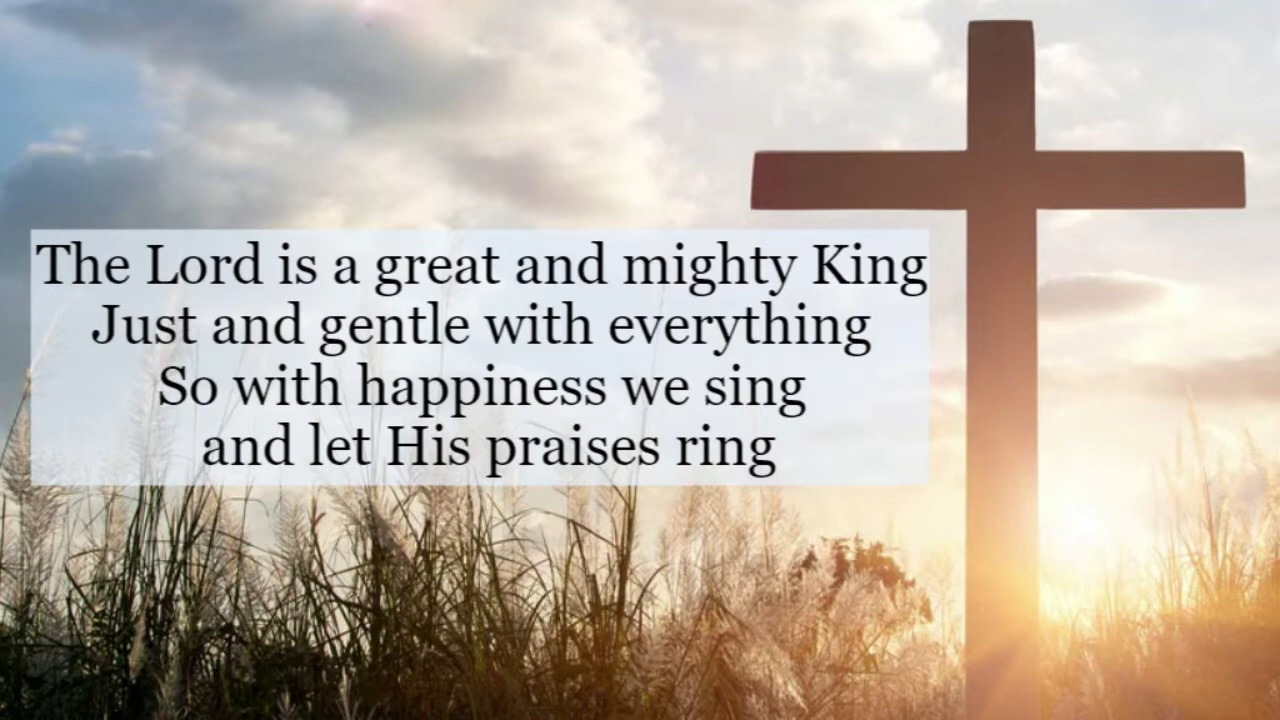 The Lord is a great and mighty King
Just and gentle with everything
So with happiness we sing
and let His praises ring